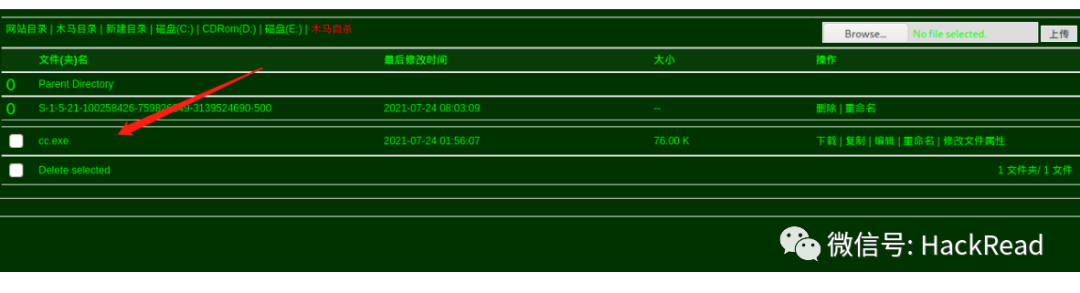 网站目录 | 木马目录 | 新建目录 | 磁盘(C:) | CDRom(D:) | 磁盘(E:) | 木马自杀 Browse... No file selected. 上传
文件(夹)名 最后修改时间 大小 操作
0 Parent Directory
0 S-1-5-21-100258426-759826249-3139524690-500 2021-07-24 08:03:09 -- 删除 | 重命名
cc.exe 2021-07-24 01:56:07 76.00 K 下载 | 复制 | 编辑 | 重命名 | 修改文件属性
Delete selected 1 文件夹/ 1 文件
微信号: HackRead